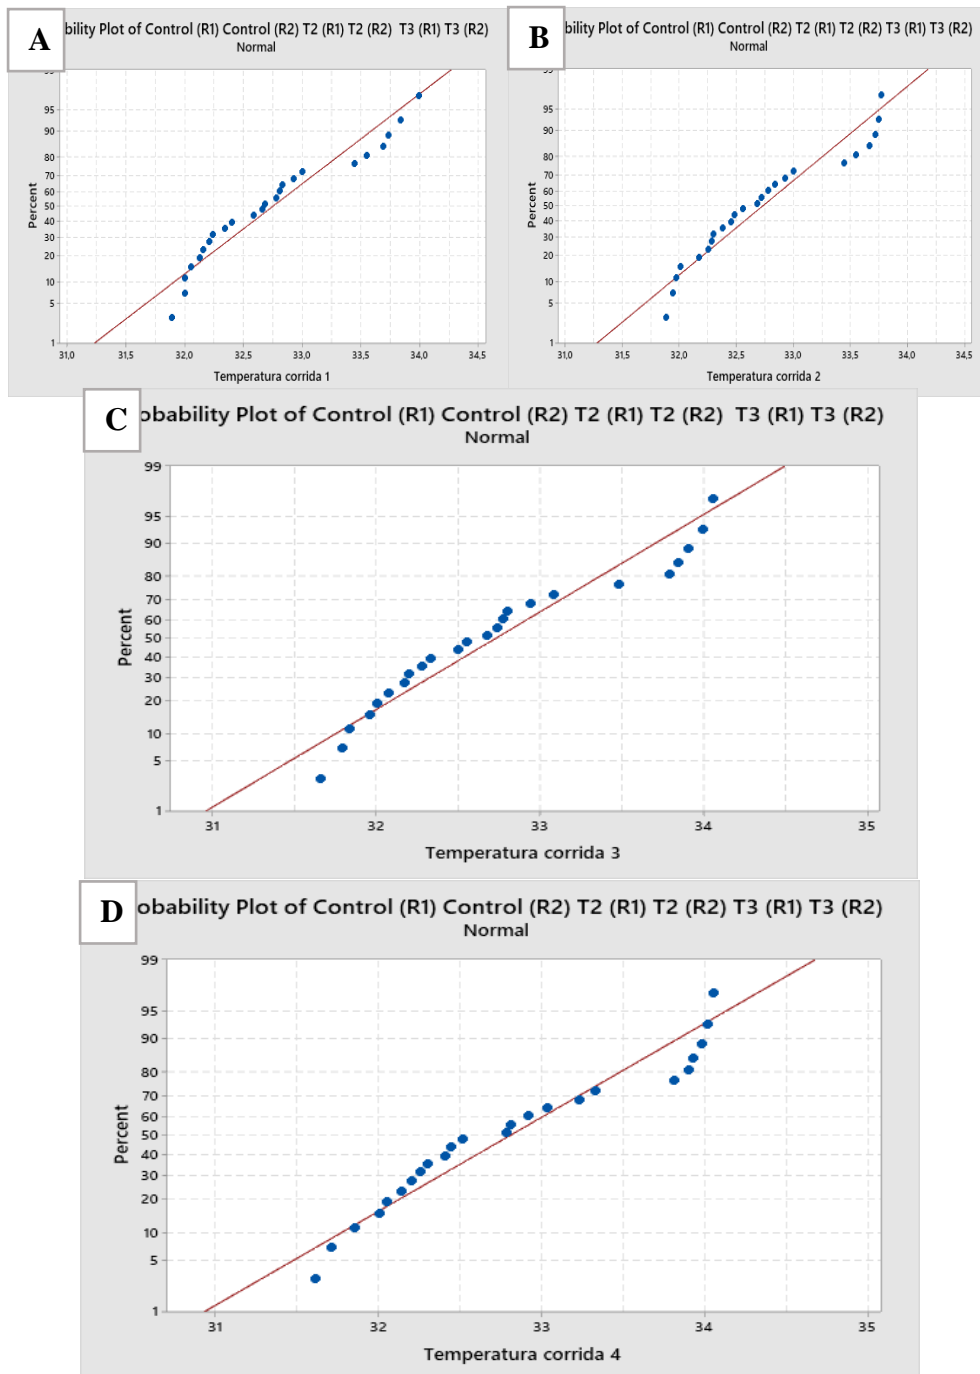 A
bility Plot of Control (R1) Control (R2) T2 (R1) T2 (R2) T3 (R1) T3 (R2)
Normal
95
90
80
70
60
50
40
30
20
10
5
1
Percent
31,0 31,5 32,0 32,5 33,0 33,5 34,0 34,5
Temperatura corrida 1
B
bility Plot of Control (R1) Control (R2) T2 (R1) T2 (R2) T3 (R1) T3 (R2)
Normal
95
90
80
70
60
50
40
30
20
10
5
1
Percent
31,0 31,5 32,0 32,5 33,0 33,5 34,0 34,5
Temperatura corrida 2
C
obability Plot of Control (R1) Control (R2) T2 (R1) T2 (R2) T3 (R1) T3 (R2)
Normal
99
95
90
80
70
60
50
40
30
20
10
5
1
Percent
31 32 33 34 35
Temperatura corrida 3
D
obability Plot of Control (R1) Control (R2) T2 (R1) T2 (R2) T3 (R1) T3 (R2)
Normal
99
95
90
80
70
60
50
40
30
20
10
5
1
Percent
31 32 33 34 35
Temperatura corrida 4